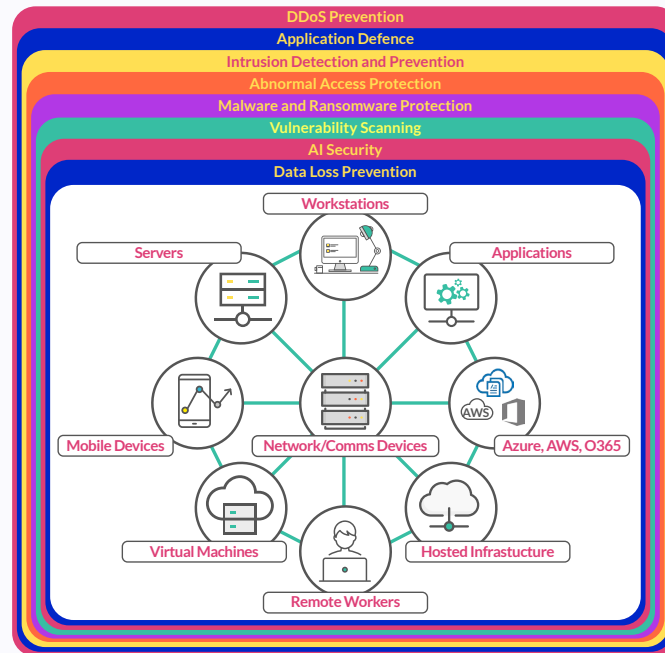 DDoS Prevention
Application Defence
Intrusion Detection and Prevention
Abnormal Access Protection
Malware and Ransomware Protection
Vulnerability Scanning
AI Security
Data Loss Prevention
Workstations
Servers
Applications
AWS
Mobile Devices
Network/Comms Devices
Azure, AWS, O365
Virtual Machines
Hosted Infrastucture
Remote Workers